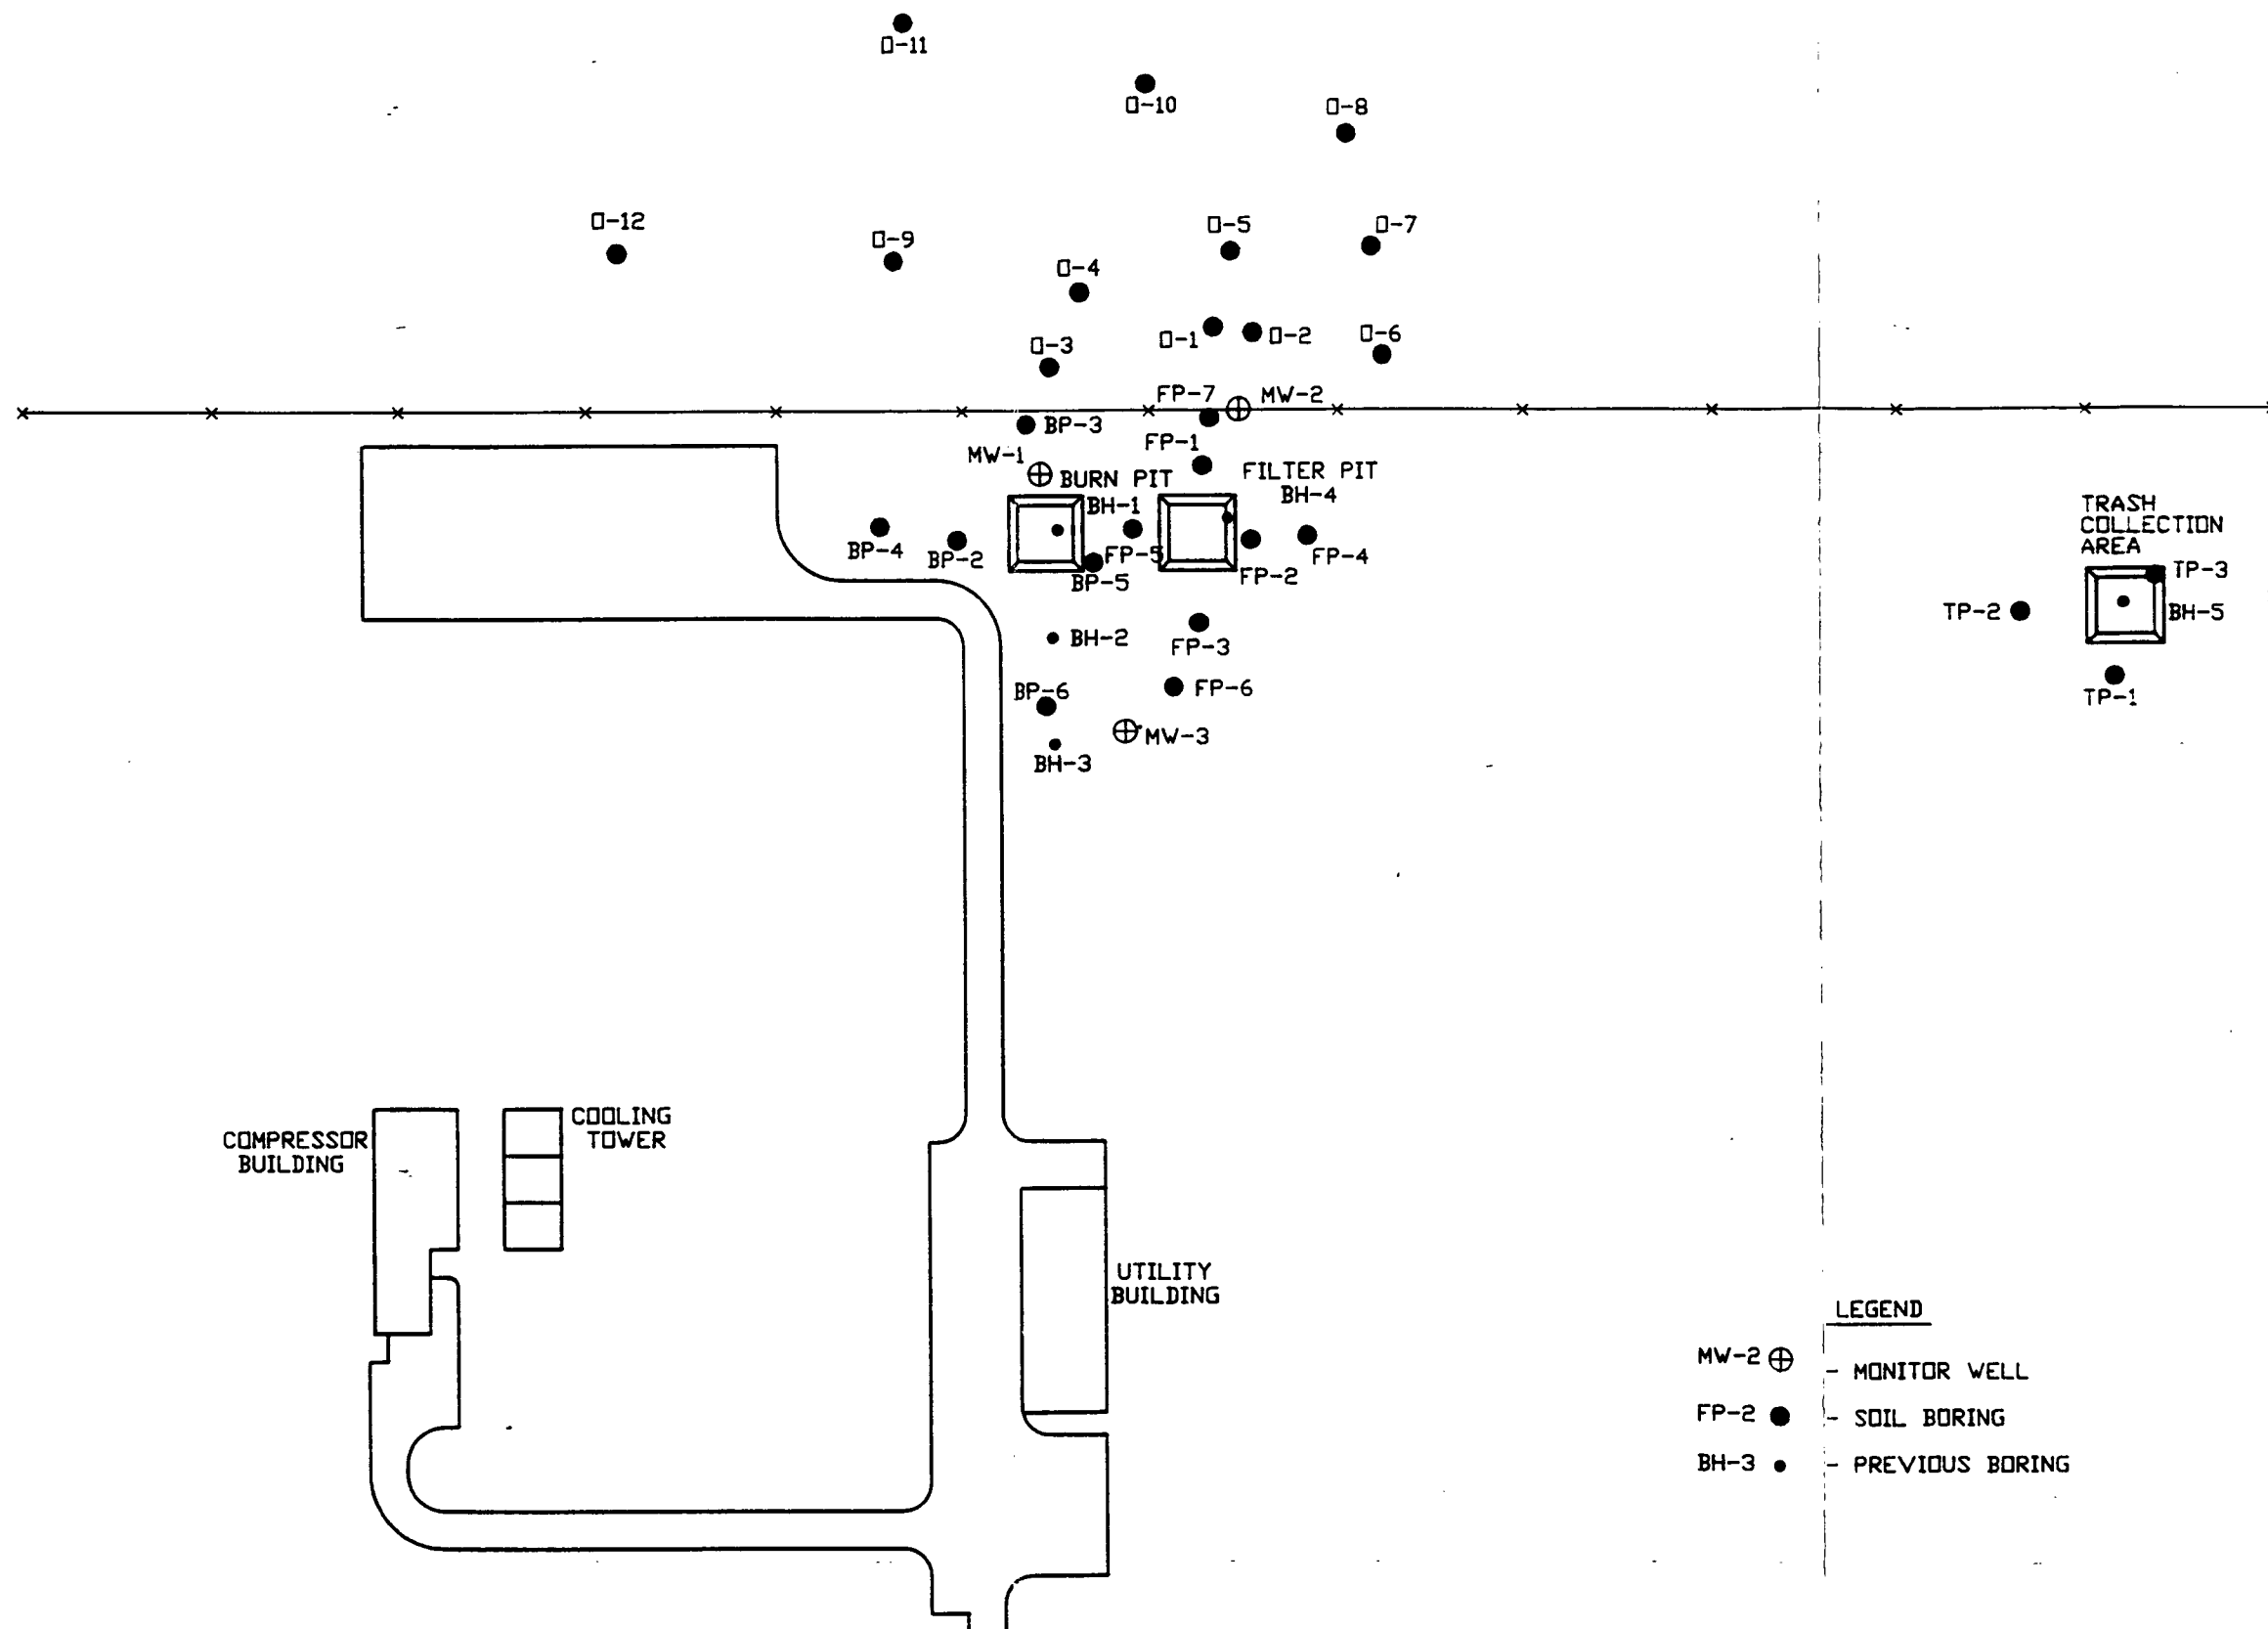 O-11
O-10
O-8
O-12
O-9
O-5
O-7
O-4
O-1
O-2
O-6
O-3
FP-7
MW-2
BP-3
FP-1
MW-1
BURN PIT
BH-1
FILTER PIT
BH-4
BP-4
BP-2
FP-5
BP-5
FP-2
FP-4
TRASH
COLLECTION
AREA
TP-3
TP-2
BH-5
BH-2
FP-3
BP-6
FP-6
TP-1
MW-3
BH-3
COMPRESSOR
BUILDING
COOLING
TOWER
UTILITY
BUILDING
LEGEND
MW-2 - MONITOR WELL
FP-2 - SOIL BORING
BH-3 - PREVIOUS BORING